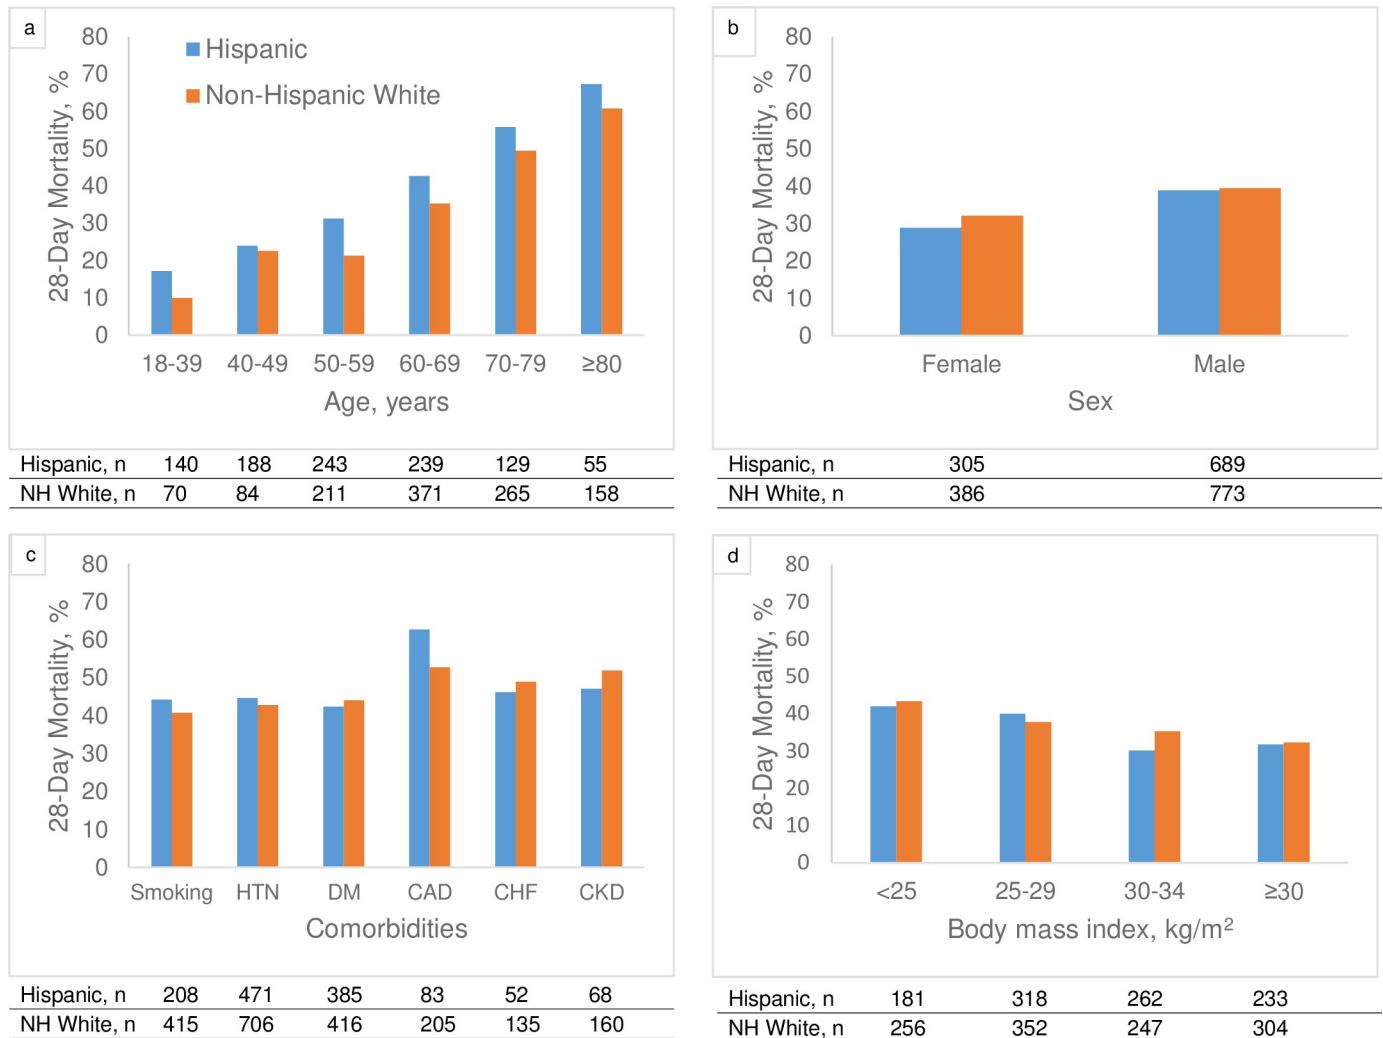 a
80
70
60
50
40
30
20
10
0
28-Day Mortality, %
Hispanic
Non-Hispanic White
18-39 40-49 50-59 60-69 70-79 ≥80
Age, years
Hispanic, n 140 188 243 239 129 55
NH White, n 70 84 211 371 265 158
b
80
70
60
50
40
30
20
10
0
28-Day Mortality, %
Female Male
Sex
Hispanic, n 305 689
NH White, n 386 773
c
80
70
60
50
40
30
20
10
0
28-Day Mortality, %
Smoking HTN DM CAD CHF CKD
Comorbidities
Hispanic, n 208 471 385 83 52 68
NH White, n 415 706 416 205 135 160
d
80
70
60
50
40
30
20
10
0
28-Day Mortality, %
<25 25-29 30-34 ≥30
Body mass index, kg/m²
Hispanic, n 181 318 262 233
NH White, n 256 352 247 304